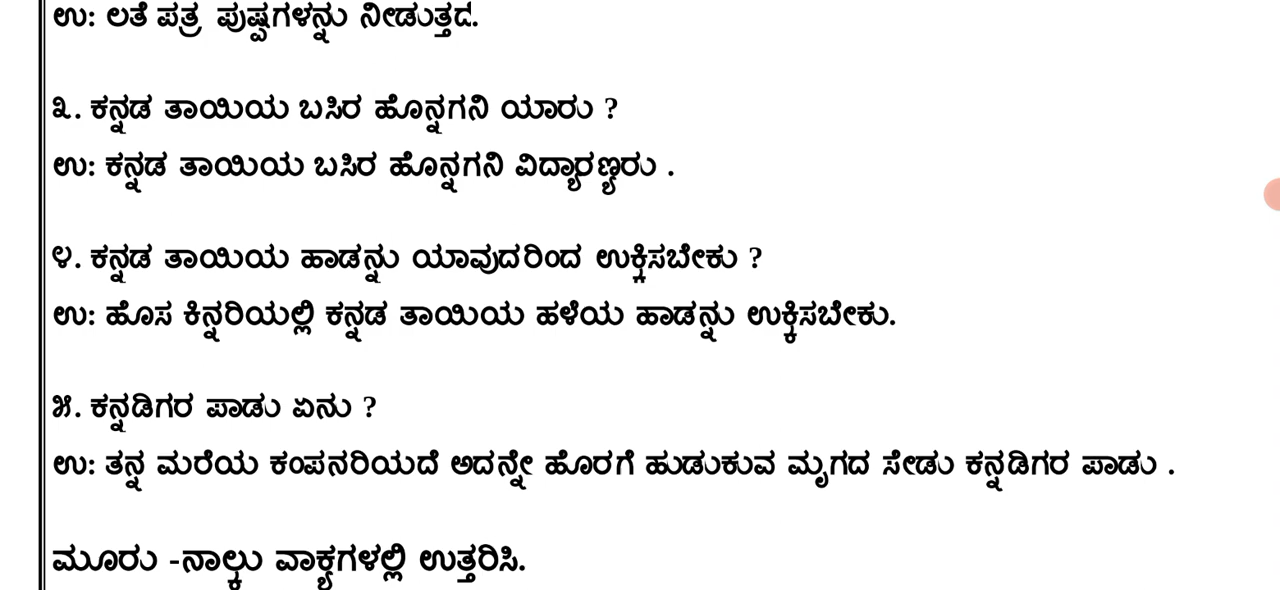 ಉ: ಲತೆ ಪತ್ರ ಪುಷ್ಪಗಳನ್ನು ನೀಡುತ್ತದೆ.
೩. ಕನ್ನಡ ತಾಯಿಯ ಬಸಿರ ಹೊನ್ನಗನಿ ಯಾರು ?
ಉ: ಕನ್ನಡ ತಾಯಿಯ ಬಸಿರ ಹೊನ್ನಗನಿ ವಿದ್ಯಾರಣ್ಯರು .
೪. ಕನ್ನಡ ತಾಯಿಯ ಹಾಡನ್ನು ಯಾವುದರಿಂದ ಉಕ್ಕಿಸಬೇಕು ?
ಉ: ಹೊಸ ಕಿನ್ನರಿಯಲ್ಲಿ ಕನ್ನಡ ತಾಯಿಯ ಹಳೆಯ ಹಾಡನ್ನು ಉಕ್ಕಿಸಬೇಕು.
೫. ಕನ್ನಡಿಗರ ಪಾಡು ಏನು ?
ಉ: ತನ್ನ ಮರೆಯ ಕಂಪನರಿಯದೆ ಅದನ್ನೇ ಹೊರಗೆ ಹುಡುಕುವ ಮೃಗದ ಸೇಡು ಕನ್ನಡಿಗರ ಪಾಡು .
ಮೂರು -ನಾಲ್ಕು ವಾಕ್ಯಗಳಲ್ಲಿ ಉತ್ತರಿಸಿ.